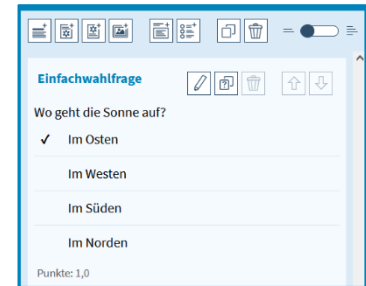 Einfachwahlfrage
Wo geht die Sonne auf?
Im Osten
Im Westen
Im Süden
Im Norden
Punkte: 1,0